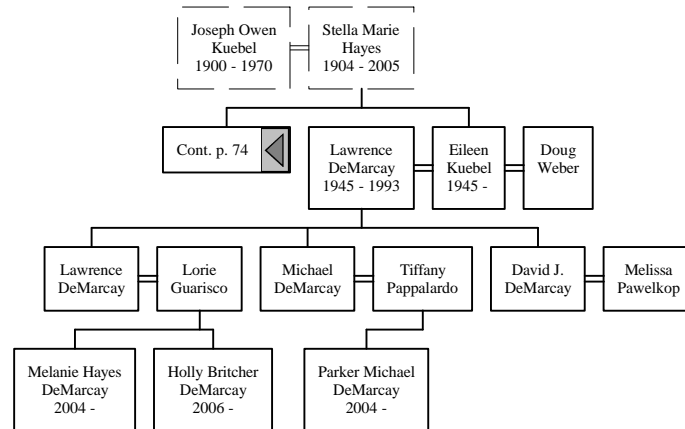 Joseph Owen
Kuebel
1900 - 1970
Stella Marie
Hayes
1904 - 2005
Cont. p. 74
Lawrence
DeMarcay
1945 - 1993
Eileen
Kuebel
1945 -
Doug
Weber
Lawrence
DeMarcay
Lorie
Guarisco
Michael
DeMarcay
Tiffany
Pappalardo
David J.
DeMarcay
Melissa
Pawelkop
Melanie Hayes
DeMarcay
2004 -
Holly Britcher
DeMarcay
2006 -
Parker Michael
DeMarcay
2004 -